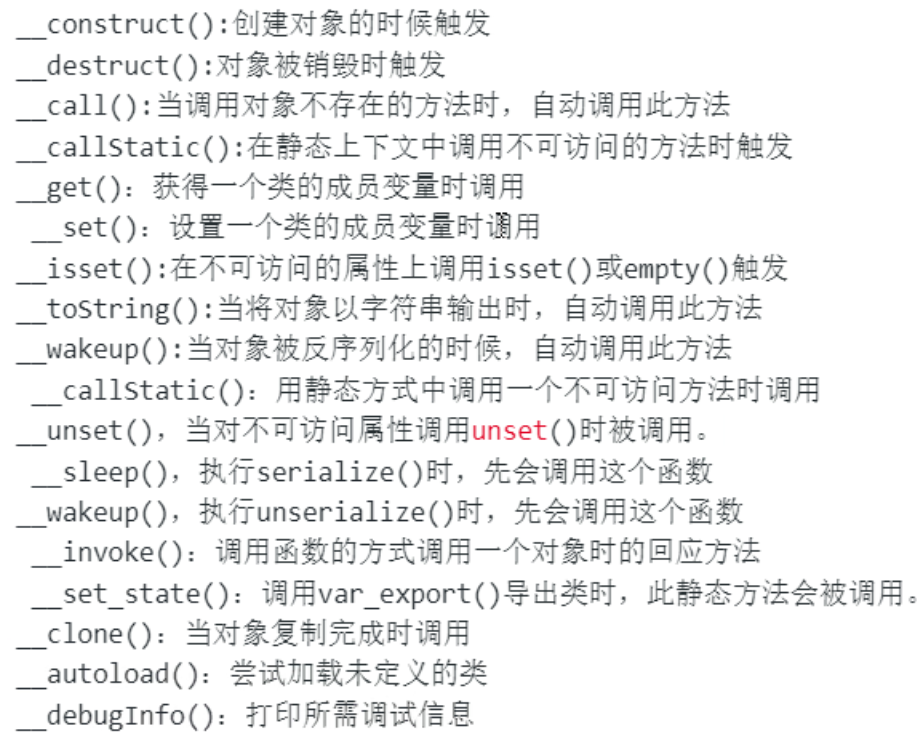 __construct():创建对象的时候触发
__destruct():对象被销毁时触发
__call():当调用对象不存在的方法时，自动调用此方法
__callStatic():在静态上下文中调用不可访问的方法时触发
__get()：获得一个类的成员变量时调用
__set()：设置一个类的成员变量时调用
__isset():在不可访问的属性上调用isset()或empty()触发
__toString():当将对象以字符串输出时，自动调用此方法
__wakeup():当对象被反序列化的时候，自动调用此方法
__callStatic()：用静态方式中调用一个不可访问方法时调用
__unset()，当对不可访问属性调用unset()时被调用。
__sleep()，执行serialize()时，先会调用这个函数
__wakeup()，执行unserialize()时，先会调用这个函数
__invoke()：调用函数的方式调用一个对象时的回应方法
__set_state()：调用var_export()导出类时，此静态方法会被调用。
__clone()：当对象复制完成时调用
__autoload()：尝试加载未定义的类
__debugInfo()：打印所需调试信息